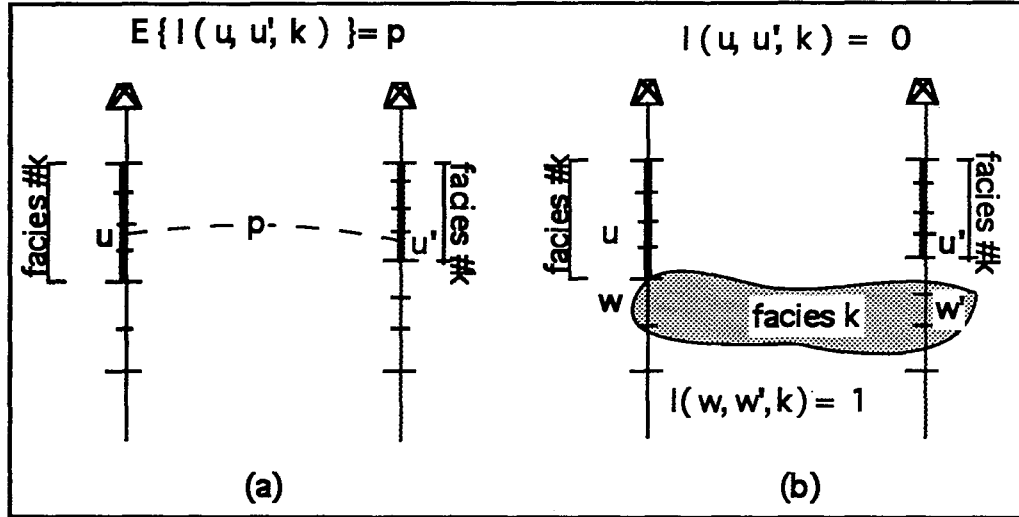 E{I(u, u', k)}=p
facies #k
u
p
u'
facies #k
(a)
I(u, u', k) = 0
facies #k
u
w
facies #k
u'
w'
facies k
I(w, w', k) = 1
(b)